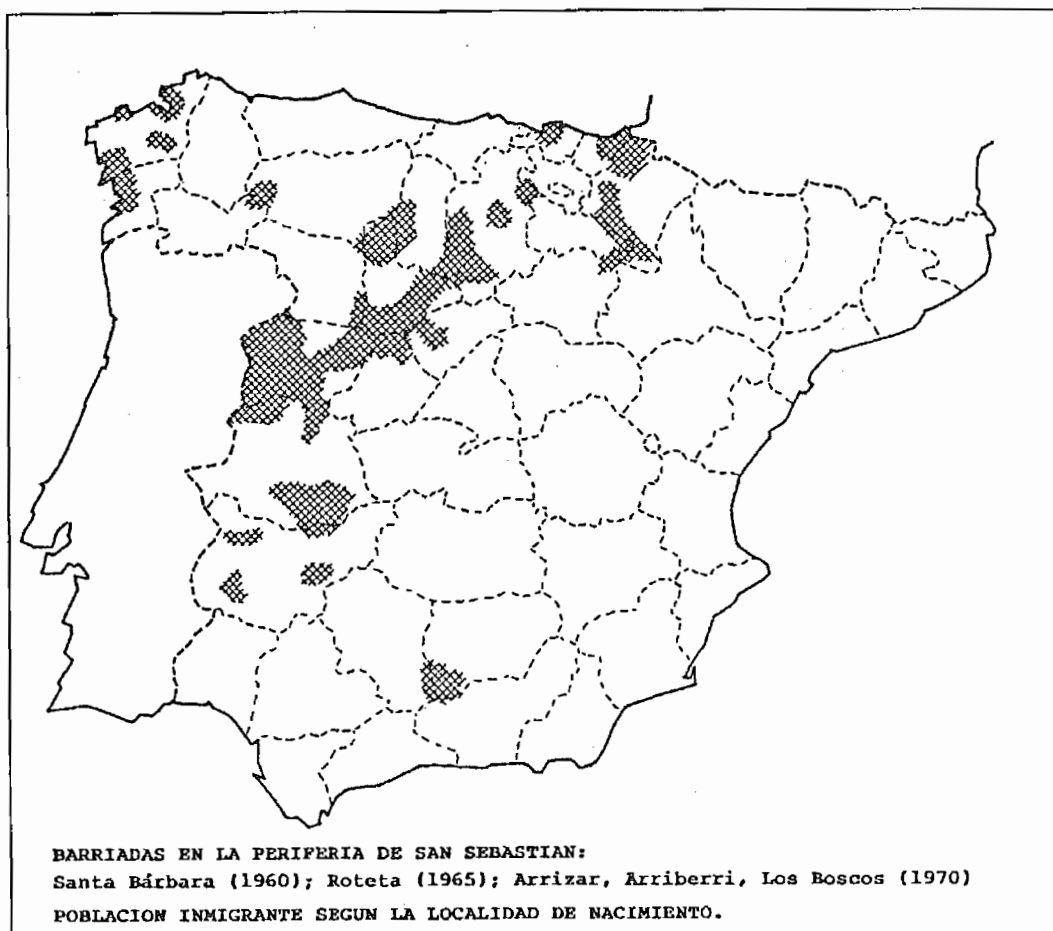 BARRIADAS EN LA PERIFERIA DE SAN SEBASTIAN:
Santa Bárbara (1960); Roteta (1965); Arrizar, Arriberri, Los Boscos (1970)
POBLACION INMIGRANTE SEGUN LA LOCALIDAD DE NACIMIENTO.